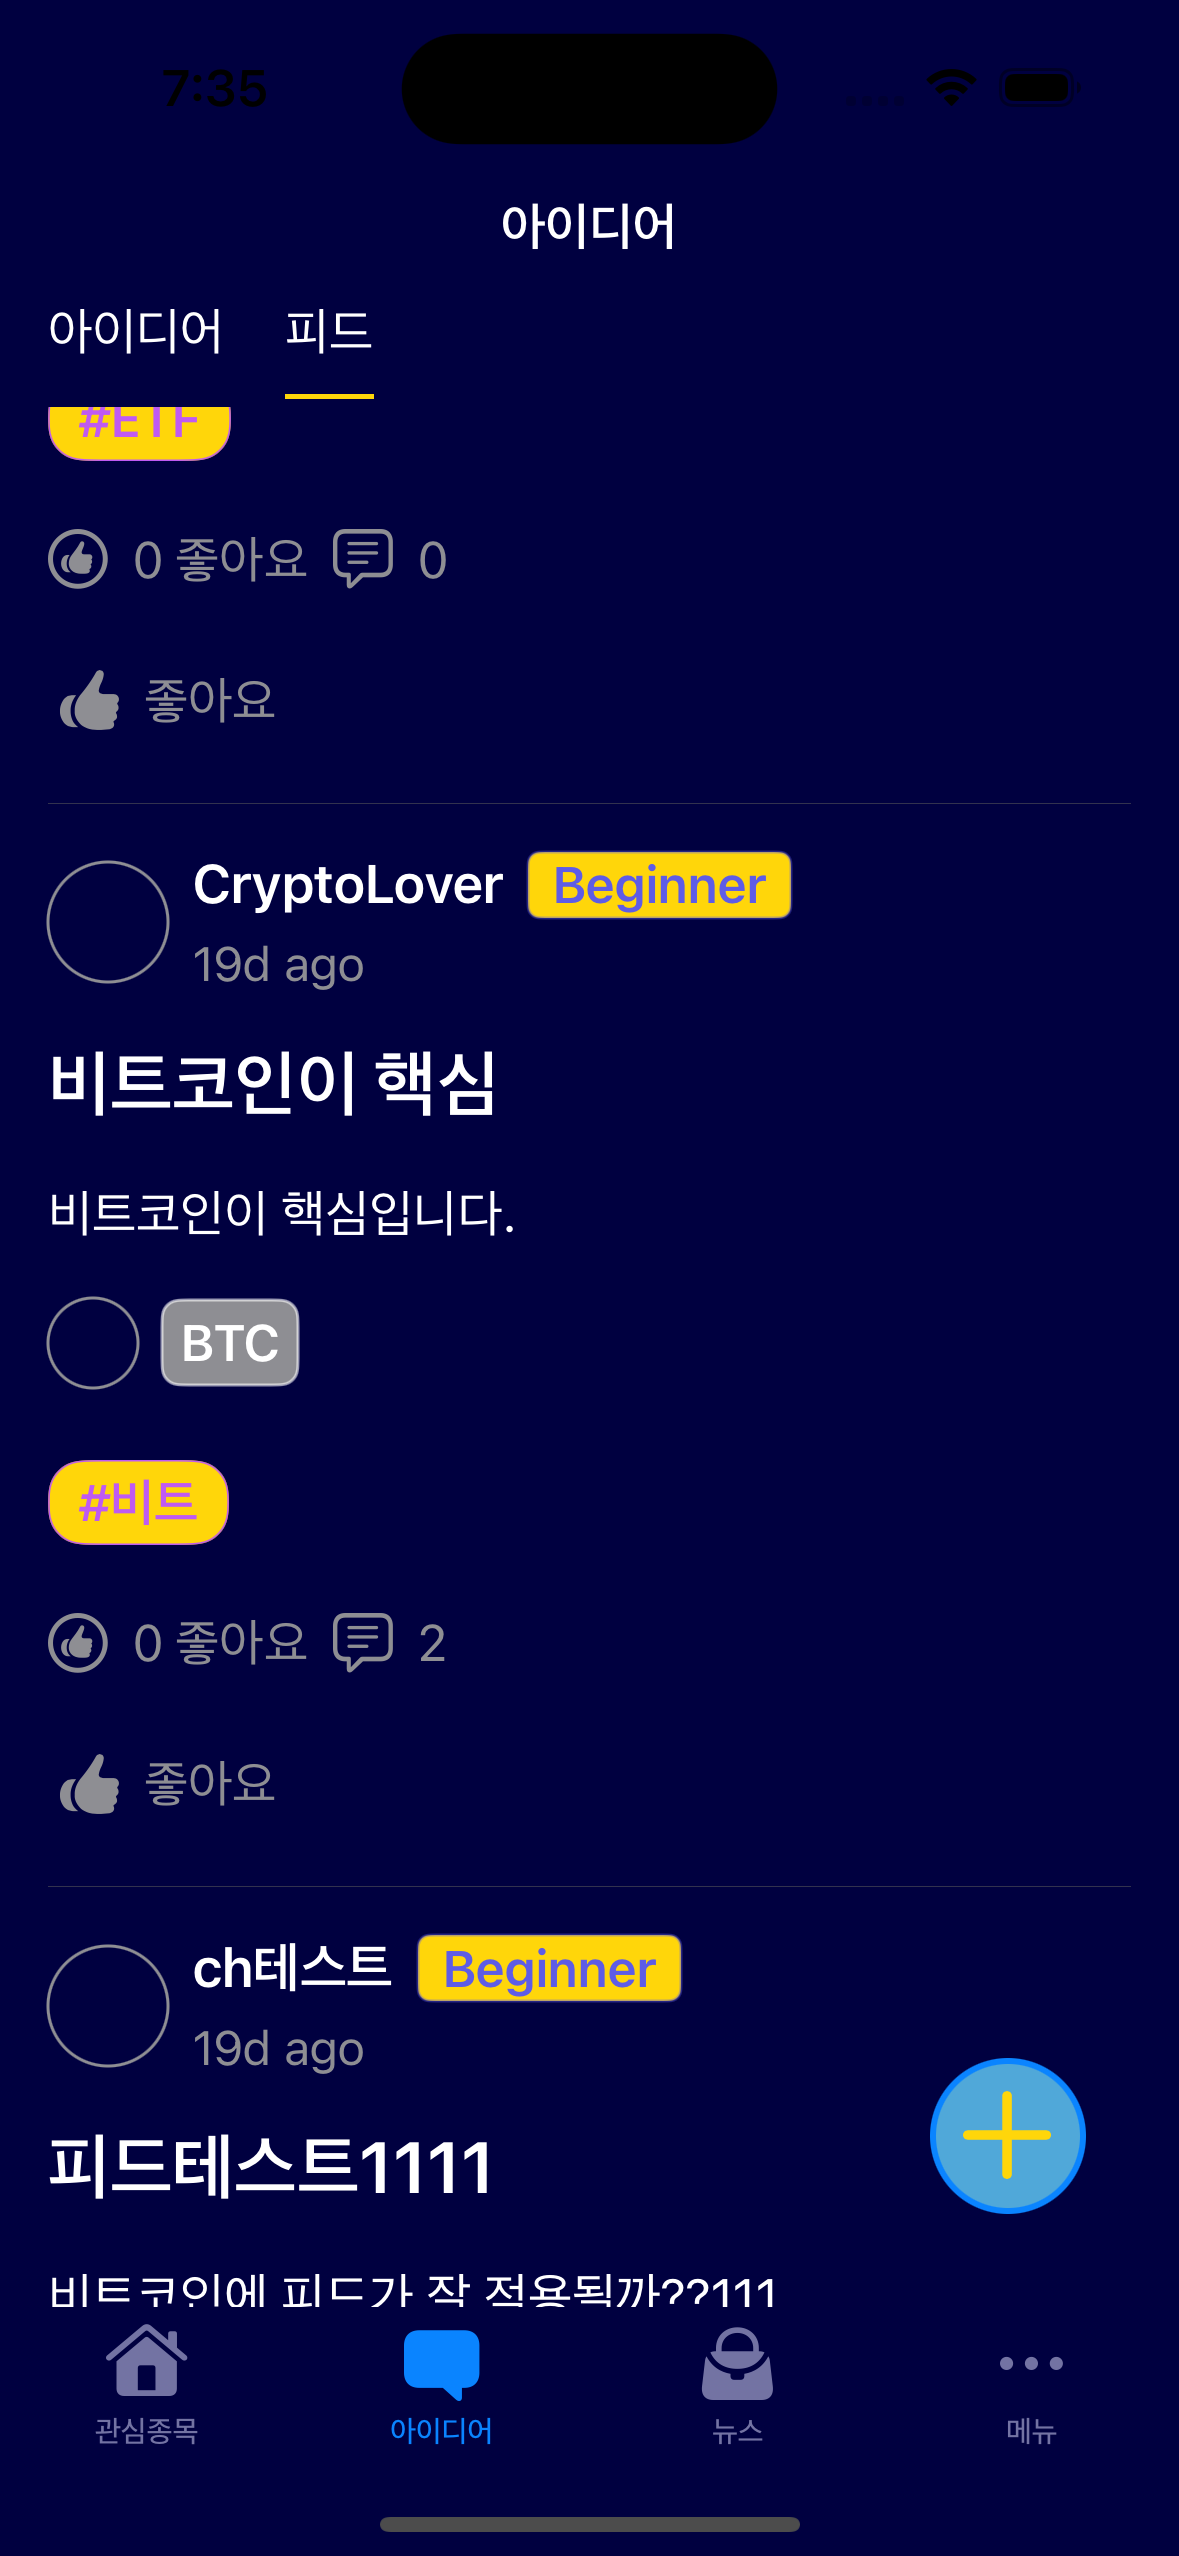 7:35
아이디어
아이디어 피드
#ETF
0 좋아요 0
좋아요
CryptoLover Beginner
19d ago
비트코인이 핵심
비트코인이 핵심입니다.
BTC
#비트
0 좋아요 2
좋아요
ch테스트 Beginner
19d ago
피드테스트1111
비트코인에 피드가 잘 적용될까??111
관심종목 아이디어 뉴스 메뉴